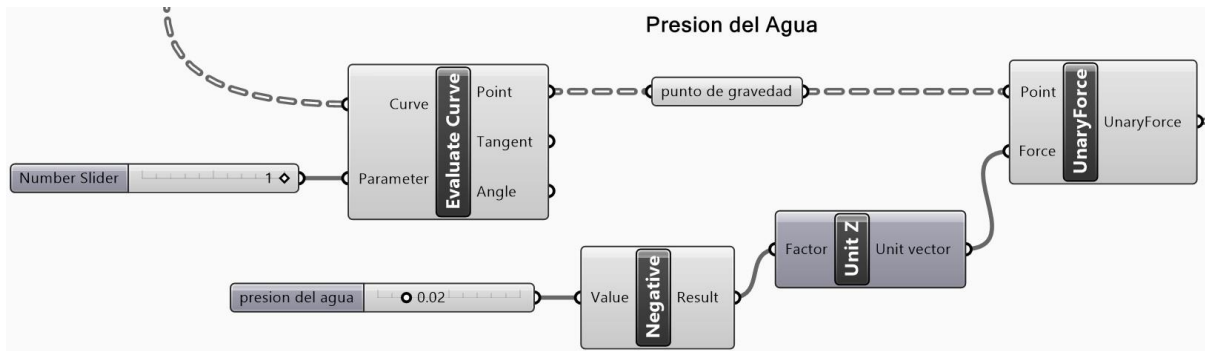 Presion del Agua
Curve
Parameter
Evaluate Curve
Point
Tangent
Angle
punto de gravedad
Point
Force
UnaryForce
UnaryForce
Number Slider
1
Factor
Unit Z
Unit vector
presion del agua
0.02
Value
Negative
Result